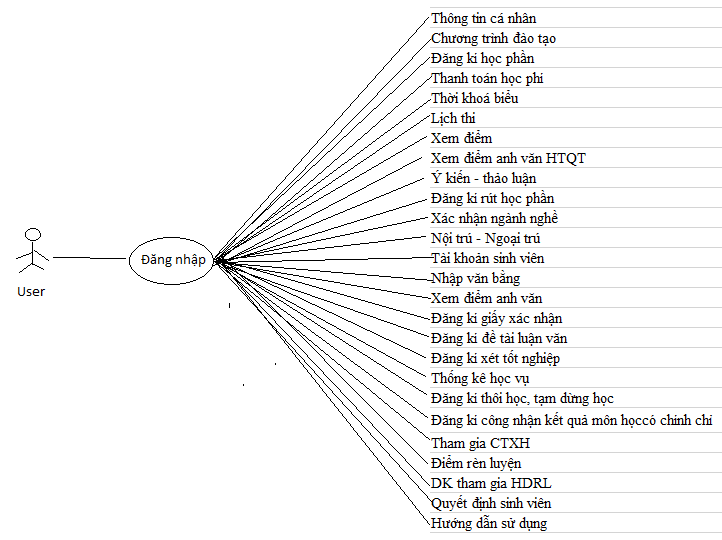 Thông tin cá nhân
Chương trình đào tạo
Đăng kí học phần
Thanh toán học phi
Thời khoá biểu
Lịch thi
Xem điểm
Xem điểm anh văn HTQT
Ý kiến - thảo luận
Đăng kí rút học phần
Xác nhận ngành nghề
Nội trú - Ngoại trú
Tài khoản sinh viên
Nhập văn bằng
Xem điểm anh văn
Đăng kí giấy xác nhận
Đăng kí đề tài luận văn
Đăng kí xét tốt nghiệp
Thống kê học vụ
Đăng kí thôi học, tạm dừng học
Đăng kí công nhận kết quả môn họccó chinh chi
Tham gia CTXH
Điểm rèn luyện
DK tham gia HDRL
Quyết định sinh viên
Hướng dẫn sử dụng
Đăng nhập
User